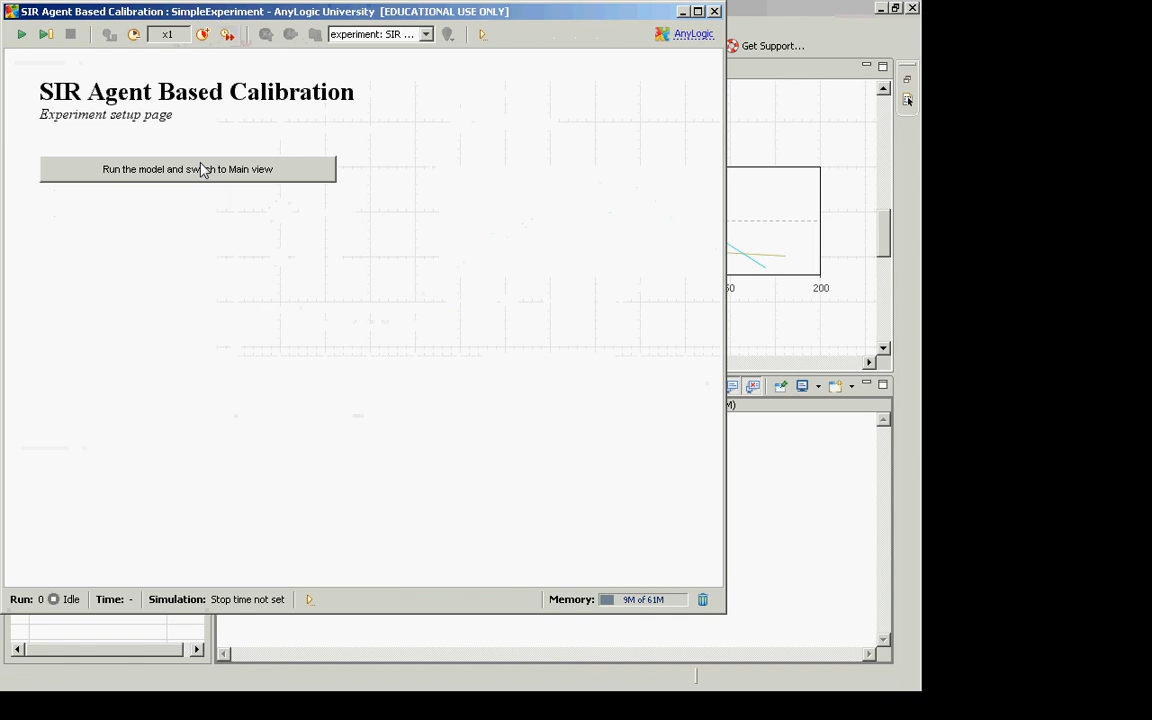 SIR Agent Based Calibration : SimpleExperiment - AnyLogic University [EDUCATIONAL USE ONLY]
x1
experiment: SIR ...
AnyLogic
Get Support...
SIR Agent Based Calibration
Experiment setup page
Run the model and switch to Main view
200
Run: 0 Idle
Time: -
Simulation: Stop time not set
Memory: 9M of 61M